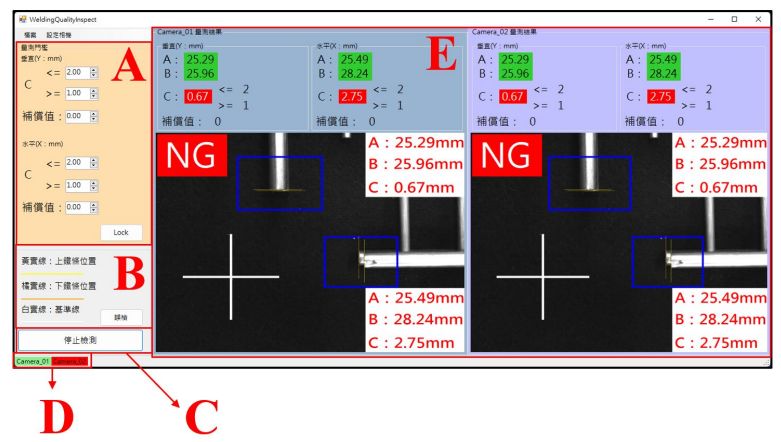 WeldingQualityInspect
檔案 設定相機
量測門檻
垂直(Y : mm)
<= 2.00
C
>= 1.00
補償值 : 0.00
水平(X : mm)
<= 2.00
C
>= 1.00
補償值 : 0.00
Lock
A
黃實線 : 上鐵條位置
橘實線 : 下鐵條位置
白實線 : 基準線
誤檢
B
停止檢測
Camera_01 Camera_02
D
C
Camera_01 量測結果
垂直(Y : mm)
A : 25.29
B : 25.96
C : 0.67 <= 2
>= 1
補償值 : 0
水平(X : mm)
A : 25.49
B : 28.24
C : 2.75 <= 2
>= 1
補償值 : 0
E
NG
A : 25.29mm
B : 25.96mm
C : 0.67mm
A : 25.49mm
B : 28.24mm
C : 2.75mm
Camera_02 量測結果
垂直(Y : mm)
A : 25.29
B : 25.96
C : 0.67 <= 2
>= 1
補償值 : 0
水平(X : mm)
A : 25.49
B : 28.24
C : 2.75 <= 2
>= 1
補償值 : 0
NG
A : 25.29mm
B : 25.96mm
C : 0.67mm
A : 25.49mm
B : 28.24mm
C : 2.75mm